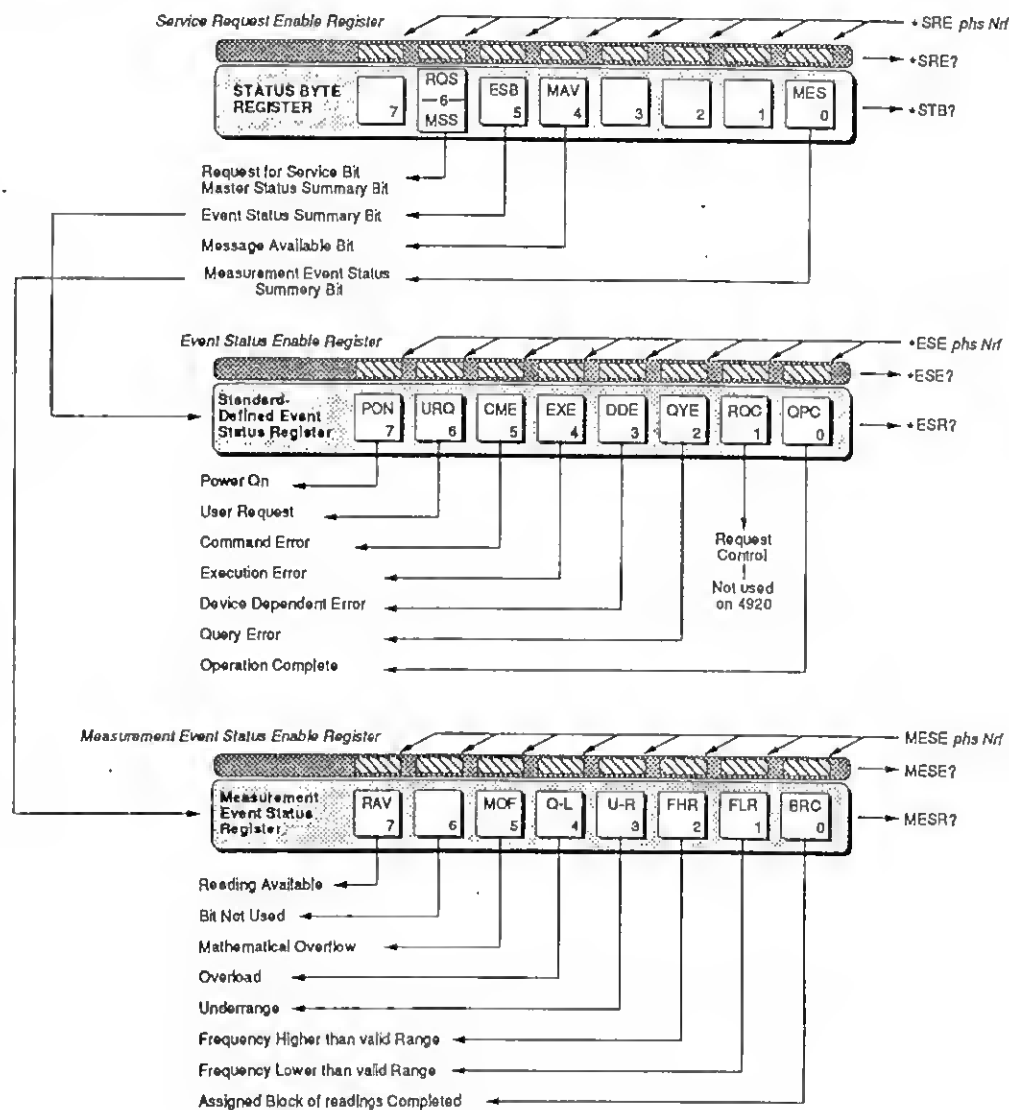 Service Request Enable Register
*SRE phs Nrf
*SRE?
STATUS BYTE
REGISTER
7
RQS
6
MSS
ESB
5
MAV
4
3
2
1
MES
0
*STB?
Request for Service Bit
Master Status Summary Bit
Event Status Summary Bit
Message Available Bit
Measurement Event Status
Summary Bit
Event Status Enable Register
*ESE phs Nrf
*ESE?
Standard-
Defined Event
Status Register
PON
7
URQ
6
CME
5
EXE
4
DDE
3
QYE
2
RQC
1
OPC
0
*ESR?
Power On
User Request
Command Error
Execution Error
Device Dependent Error
Query Error
Operation Complete
Request
Control
Not used
on 4920
Measurement Event Status Enable Register
MESE phs Nrf
MESE?
Measurement
Event Status
Register
RAV
7
6
MOF
5
O-L
4
U-R
3
FHR
2
FLR
1
BRC
0
MESR?
Reading Available
Bit Not Used
Mathematical Overflow
Overload
Underrange
Frequency Higher than valid Range
Frequency Lower than valid Range
Assigned Block of readings Completed